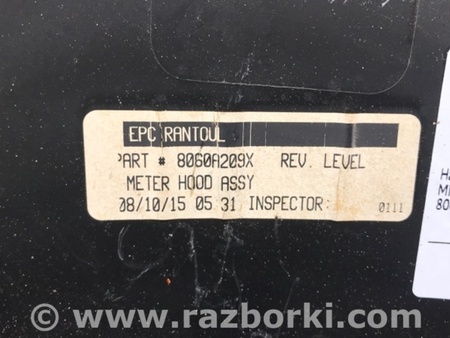 EPC RANTOUL
PART # 8060A209X REV. LEVEL
METER HOOD ASSY
08/10/15 05 31 INSPECTOR:
0111
www.razborki.com